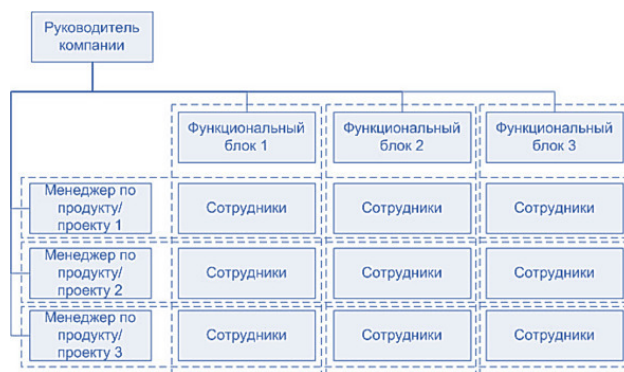 Руководитель
компании
Функциональный
блок 1
Функциональный
блок 2
Функциональный
блок 3
Менеджер по
продукту/
проекту 1
Сотрудники
Сотрудники
Сотрудники
Менеджер по
продукту/
проекту 2
Сотрудники
Сотрудники
Сотрудники
Менеджер по
продукту/
проекту 3
Сотрудники
Сотрудники
Сотрудники